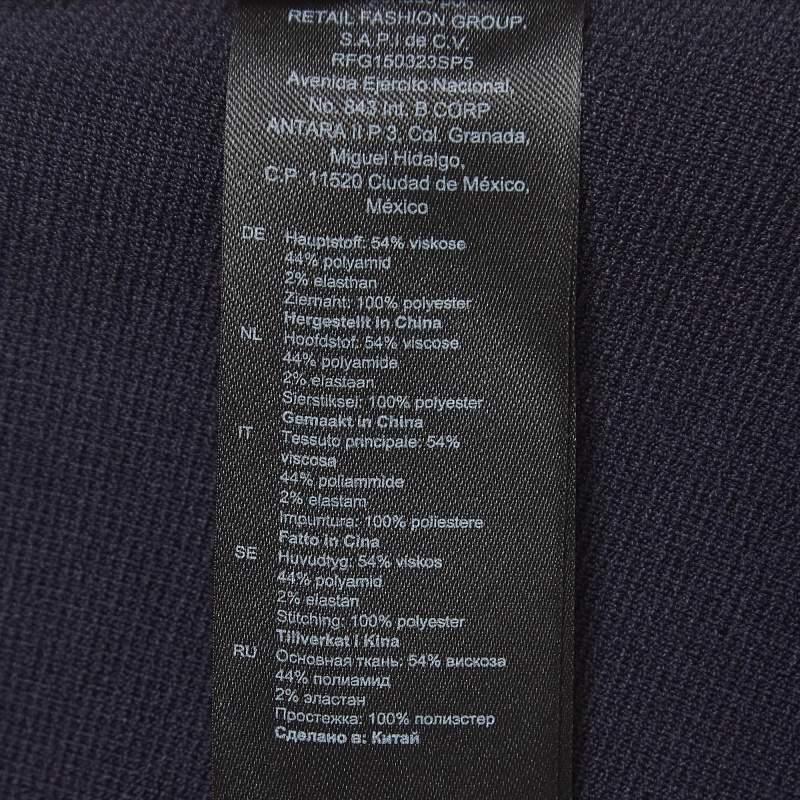 RETAIL FASHION GROUP,
S.A.P.I de C.V.
RFG150323SP5
Avenida Ejercito Nacional,
No. 843 Int. B CORP
ANTARA II P 3, Col. Granada,
Miguel Hidalgo,
C.P. 11520 Ciudad de México,
México
DE Hauptstoff: 54% viskose
44% polyamid
2% elasthan
Ziernaht: 100% polyester
Hergestellt in China
NL Hoofdstof: 54% viscose
44% polyamide
2% elastaan
Sierstiksel: 100% polyester
Gemaakt in China
IT Tessuto principale: 54%
viscosa
44% poliammide
2% elastam
Impuntura: 100% poliestere
Fatto in Cina
SE Huvudtyg: 54% viskos
44% polyamid
2% elastan
Stitching: 100% polyester
Tillverkat i Kina
RU Основная ткань: 54% вискоза
44% полиамид
2% эластан
Простежка: 100% полиэстер
Сделано в: Китай